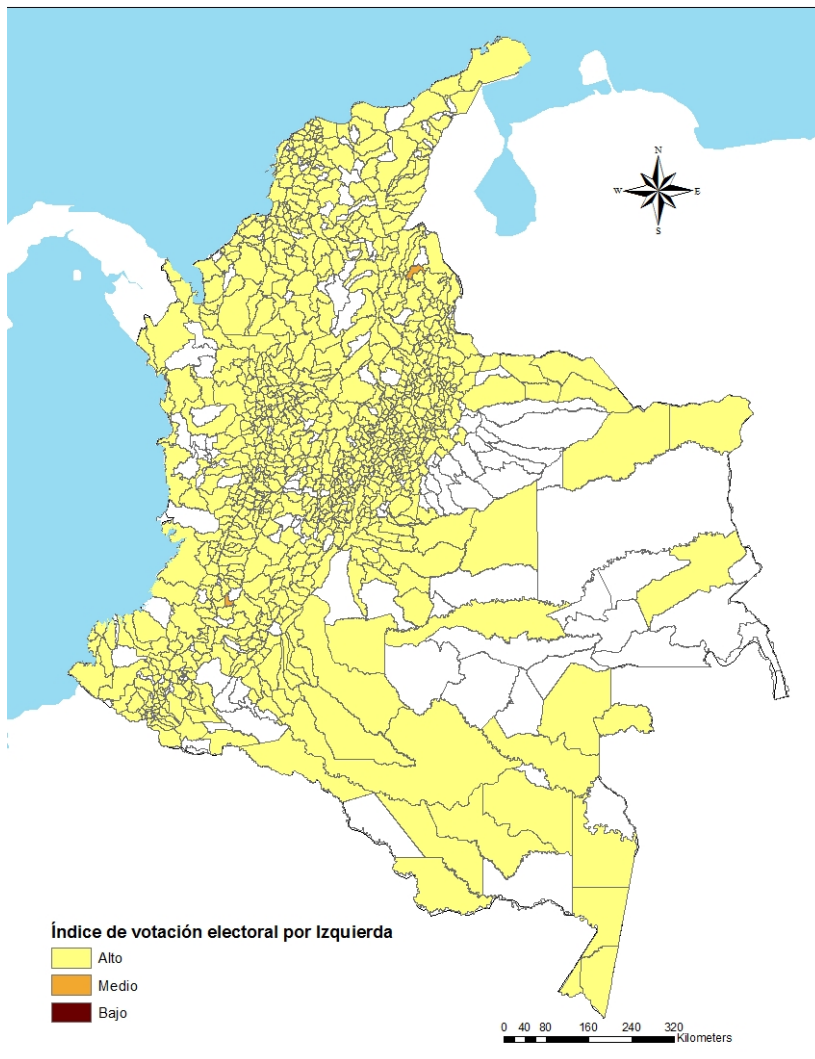 N
W E
S
Índice de votación electoral por Izquierda
Alto
Medio
Bajo
0 40 80 160 240 320
Kilometers